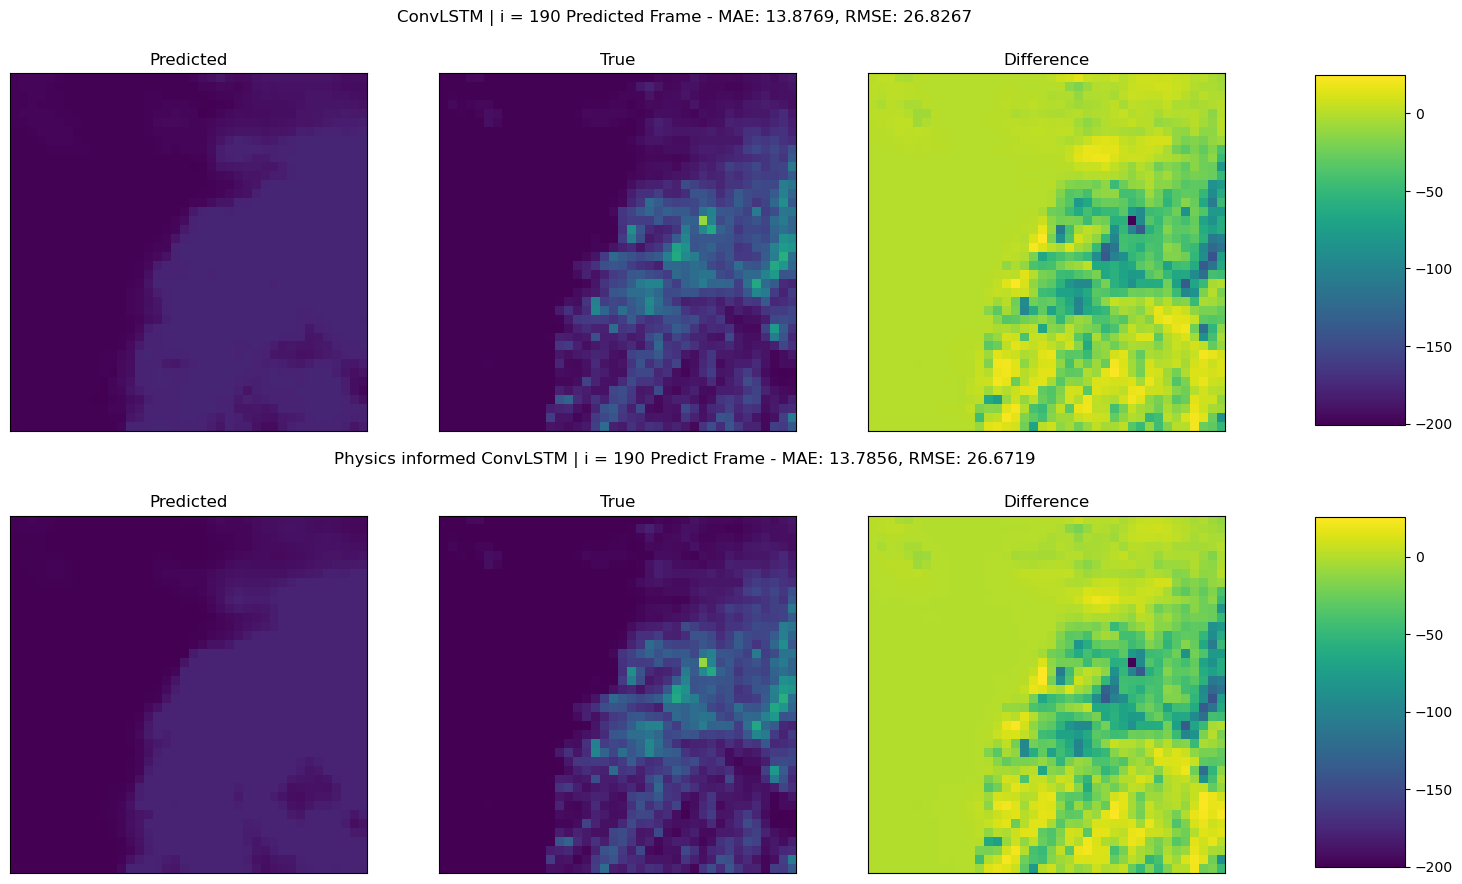 ConvLSTM | i = 190 Predicted Frame - MAE: 13.8769, RMSE: 26.8267
Predicted
True
Difference
0
−50
−100
−150
−200
Physics informed ConvLSTM | i = 190 Predict Frame - MAE: 13.7856, RMSE: 26.6719
Predicted
True
Difference
0
−50
−100
−150
−200